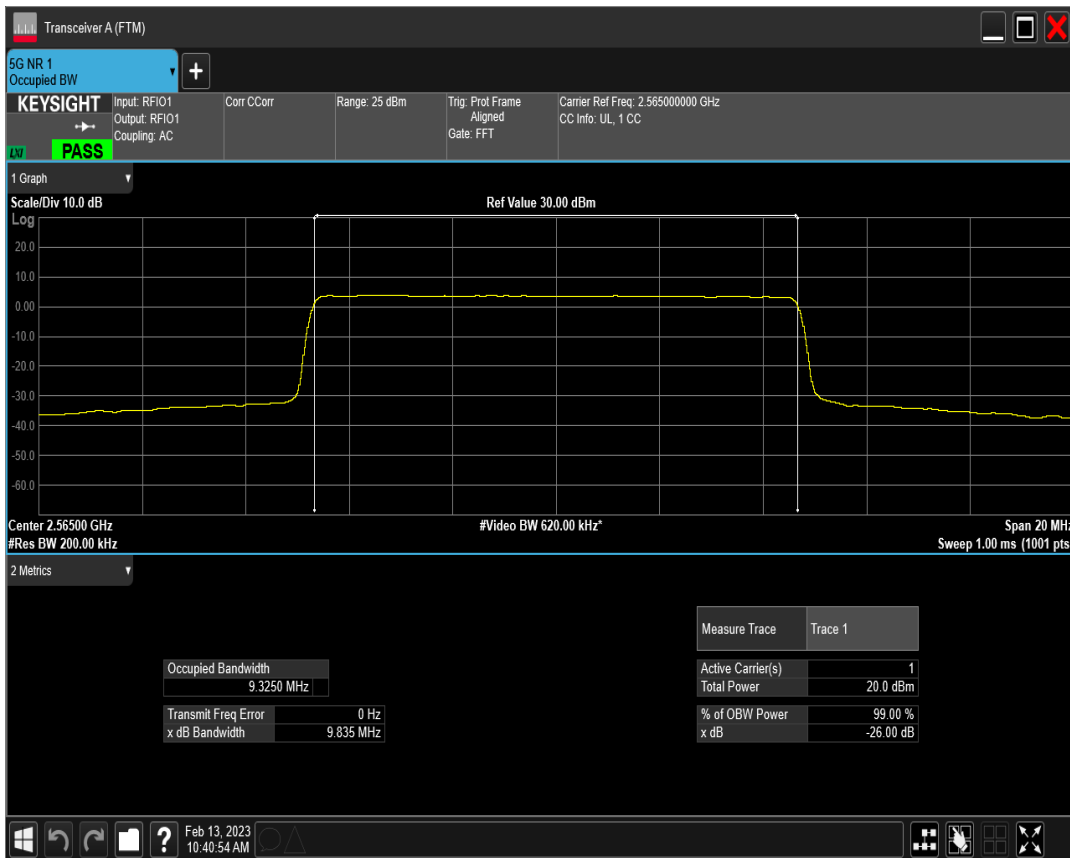 Transceiver A (FTM)
5G NR 1
Occupied BW
+
KEYSIGHT
LXI
PASS
Input: RFIO1
Output: RFIO1
Coupling: AC
Corr CCorr
Range: 25 dBm
Trig: Prot Frame
Aligned
Gate: FFT
Carrier Ref Freq: 2.565000000 GHz
CC Info: UL, 1 CC
1 Graph
Scale/Div 10.0 dB
Ref Value 30.00 dBm
Log
20.0
10.0
0.00
-10.0
-20.0
-30.0
-40.0
-50.0
-60.0
Center 2.56500 GHz
#Video BW 620.00 kHz*
Span 20 MHz
#Res BW 200.00 kHz
Sweep 1.00 ms (1001 pts
2 Metrics
Measure Trace Trace 1
Occupied Bandwidth
9.3250 MHz
Active Carrier(s) 1
Total Power 20.0 dBm
Transmit Freq Error 0 Hz
x dB Bandwidth 9.835 MHz
% of OBW Power 99.00 %
x dB -26.00 dB
?
Feb 13, 2023
10:40:54 AM